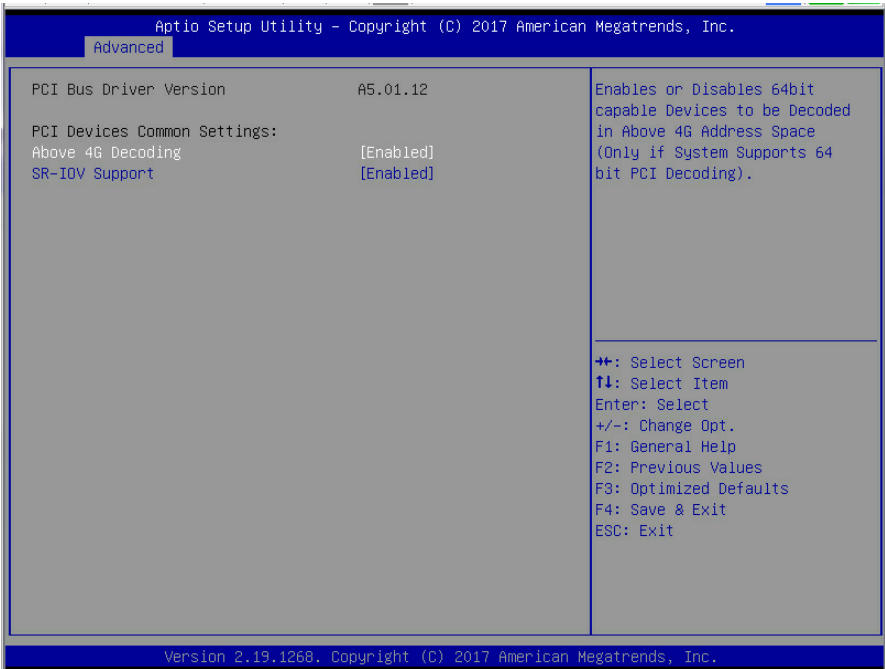 Aptio Setup Utility – Copyright (C) 2017 American Megatrends, Inc.
Advanced
PCI Bus Driver Version A5.01.12
PCI Devices Common Settings:
Above 4G Decoding [Enabled]
SR-IOV Support [Enabled]
Enables or Disables 64bit
capable Devices to be Decoded
in Above 4G Address Space
(Only if System Supports 64
bit PCI Decoding).
→←: Select Screen
↑↓: Select Item
Enter: Select
+/-: Change Opt.
F1: General Help
F2: Previous Values
F3: Optimized Defaults
F4: Save & Exit
ESC: Exit
Version 2.19.1268. Copyright (C) 2017 American Megatrends, Inc.